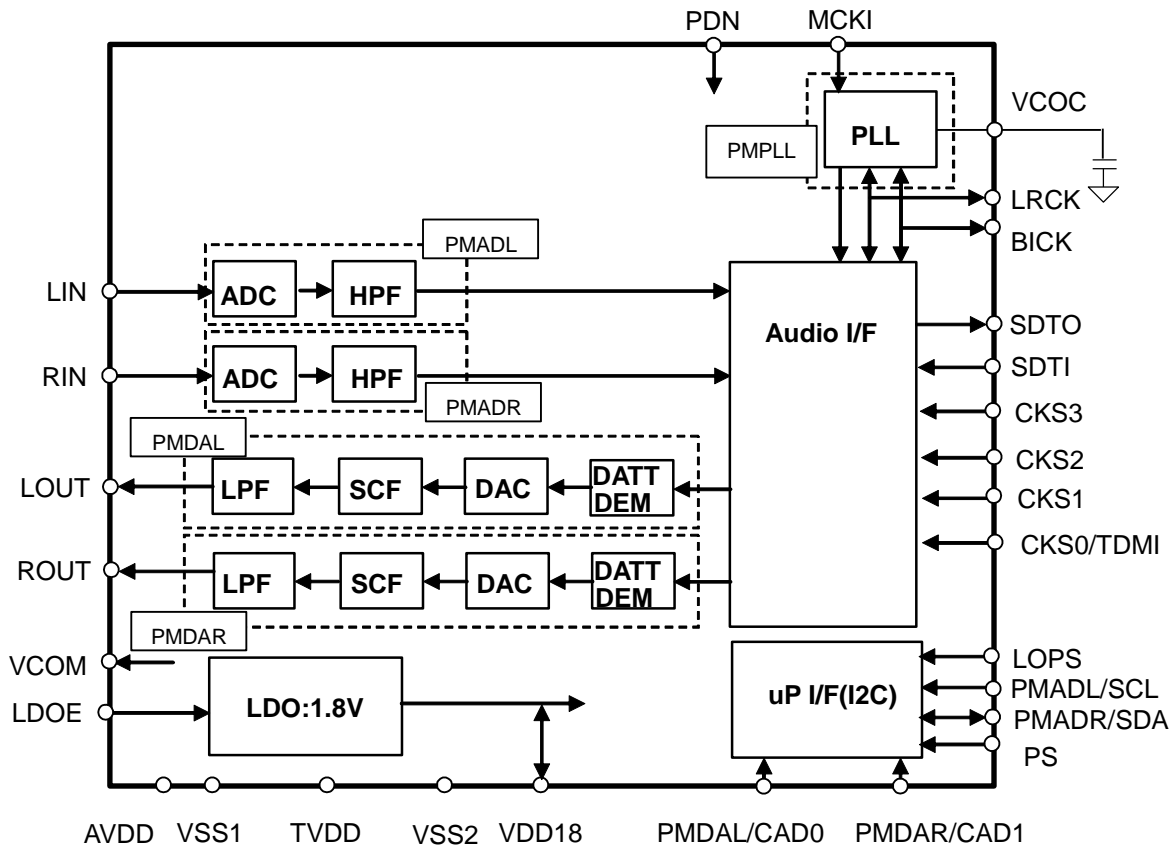 PDN
MCKI
VCOC
PLL
PMPLL
LRCK
BICK
PMADL
LIN
ADC
HPF
Audio I/F
SDTO
RIN
ADC
HPF
SDTI
PMADR
CKS3
PMDAL
LOUT
LPF
SCF
DAC
DATT
DEM
CKS2
CKS1
CKS0/TDMI
ROUT
LPF
SCF
DAC
DATT
DEM
PMDAR
VCOM
LDOE
LDO:1.8V
uP I/F(I2C)
LOPS
PMADL/SCL
PMADR/SDA
PS
AVDD
VSS1
TVDD
VSS2
VDD18
PMDAL/CAD0
PMDAR/CAD1